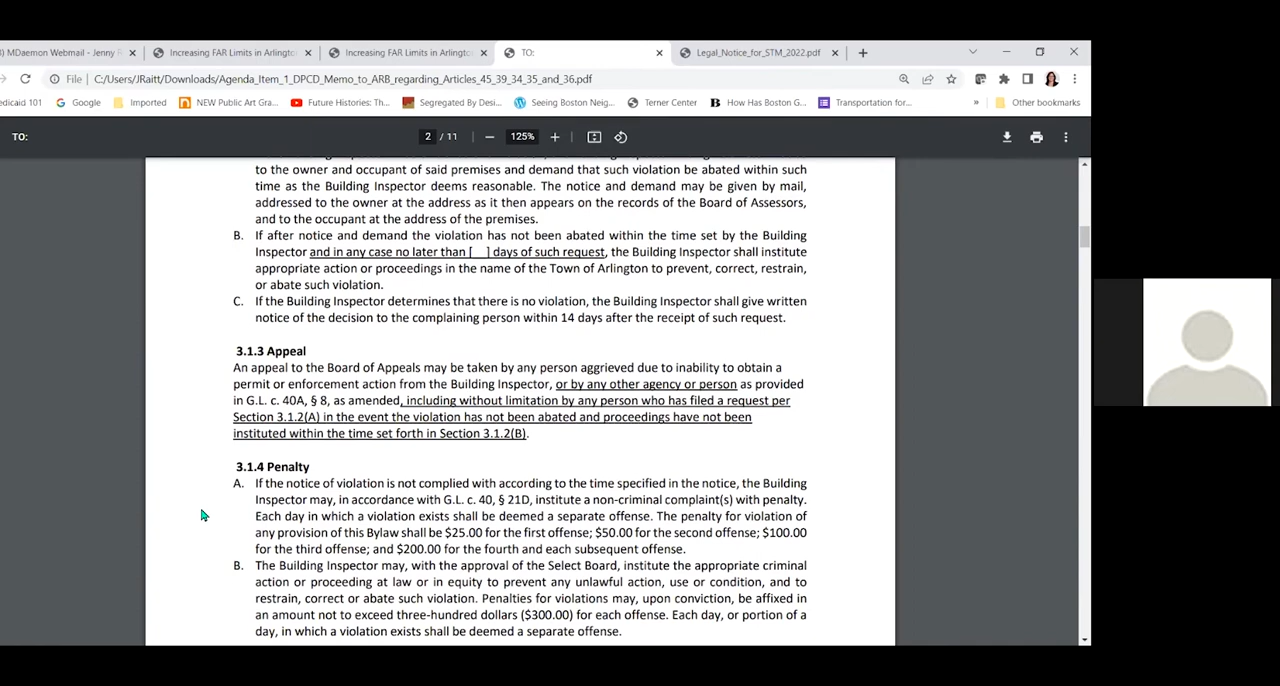 ) MDaemon Webmail - Jenny
Increasing FAR Limits in Arlingto
Increasing FAR Limits in Arlingto
TO:
Legal_Notice_for_STM_2022.pdf
File
C:/Users/JRaitt/Downloads/Agenda_Item_1_DPCD_Memo_to_ARB_regarding_Articles_45_39_34_35_and_36.pdf
edicaid 101
Google
Imported
NEW Public Art Gra...
Future Histories: Th...
Segregated By Desi...
Seeing Boston Neig...
Terner Center
How Has Boston G...
Transportation for...
»
Other bookmarks
TO:
2 / 11
125%
to the owner and occupant of said premises and demand that such violation be abated within such
time as the Building Inspector deems reasonable. The notice and demand may be given by mail,
addressed to the owner at the address as it then appears on the records of the Board of Assessors,
and to the occupant at the address of the premises.
B. If after notice and demand the violation has not been abated within the time set by the Building
Inspector and in any case no later than [__] days of such request, the Building Inspector shall institute
appropriate action or proceedings in the name of the Town of Arlington to prevent, correct, restrain,
or abate such violation.
C. If the Building Inspector determines that there is no violation, the Building Inspector shall give written
notice of the decision to the complaining person within 14 days after the receipt of such request.
3.1.3 Appeal
An appeal to the Board of Appeals may be taken by any person aggrieved due to inability to obtain a
permit or enforcement action from the Building Inspector, or by any other agency or person as provided
in G.L. c. 40A, § 8, as amended, including without limitation by any person who has filed a request per
Section 3.1.2(A) in the event the violation has not been abated and proceedings have not been
instituted within the time set forth in Section 3.1.2(B).
3.1.4 Penalty
A. If the notice of violation is not complied with according to the time specified in the notice, the Building
Inspector may, in accordance with G.L. c. 40, § 21D, institute a non-criminal complaint(s) with penalty.
Each day in which a violation exists shall be deemed a separate offense. The penalty for violation of
any provision of this Bylaw shall be $25.00 for the first offense; $50.00 for the second offense; $100.00
for the third offense; and $200.00 for the fourth and each subsequent offense.
B. The Building Inspector may, with the approval of the Select Board, institute the appropriate criminal
action or proceeding at law or in equity to prevent any unlawful action, use or condition, and to
restrain, correct or abate such violation. Penalties for violations may, upon conviction, be affixed in
an amount not to exceed three-hundred dollars ($300.00) for each offense. Each day, or portion of a
day, in which a violation exists shall be deemed a separate offense.